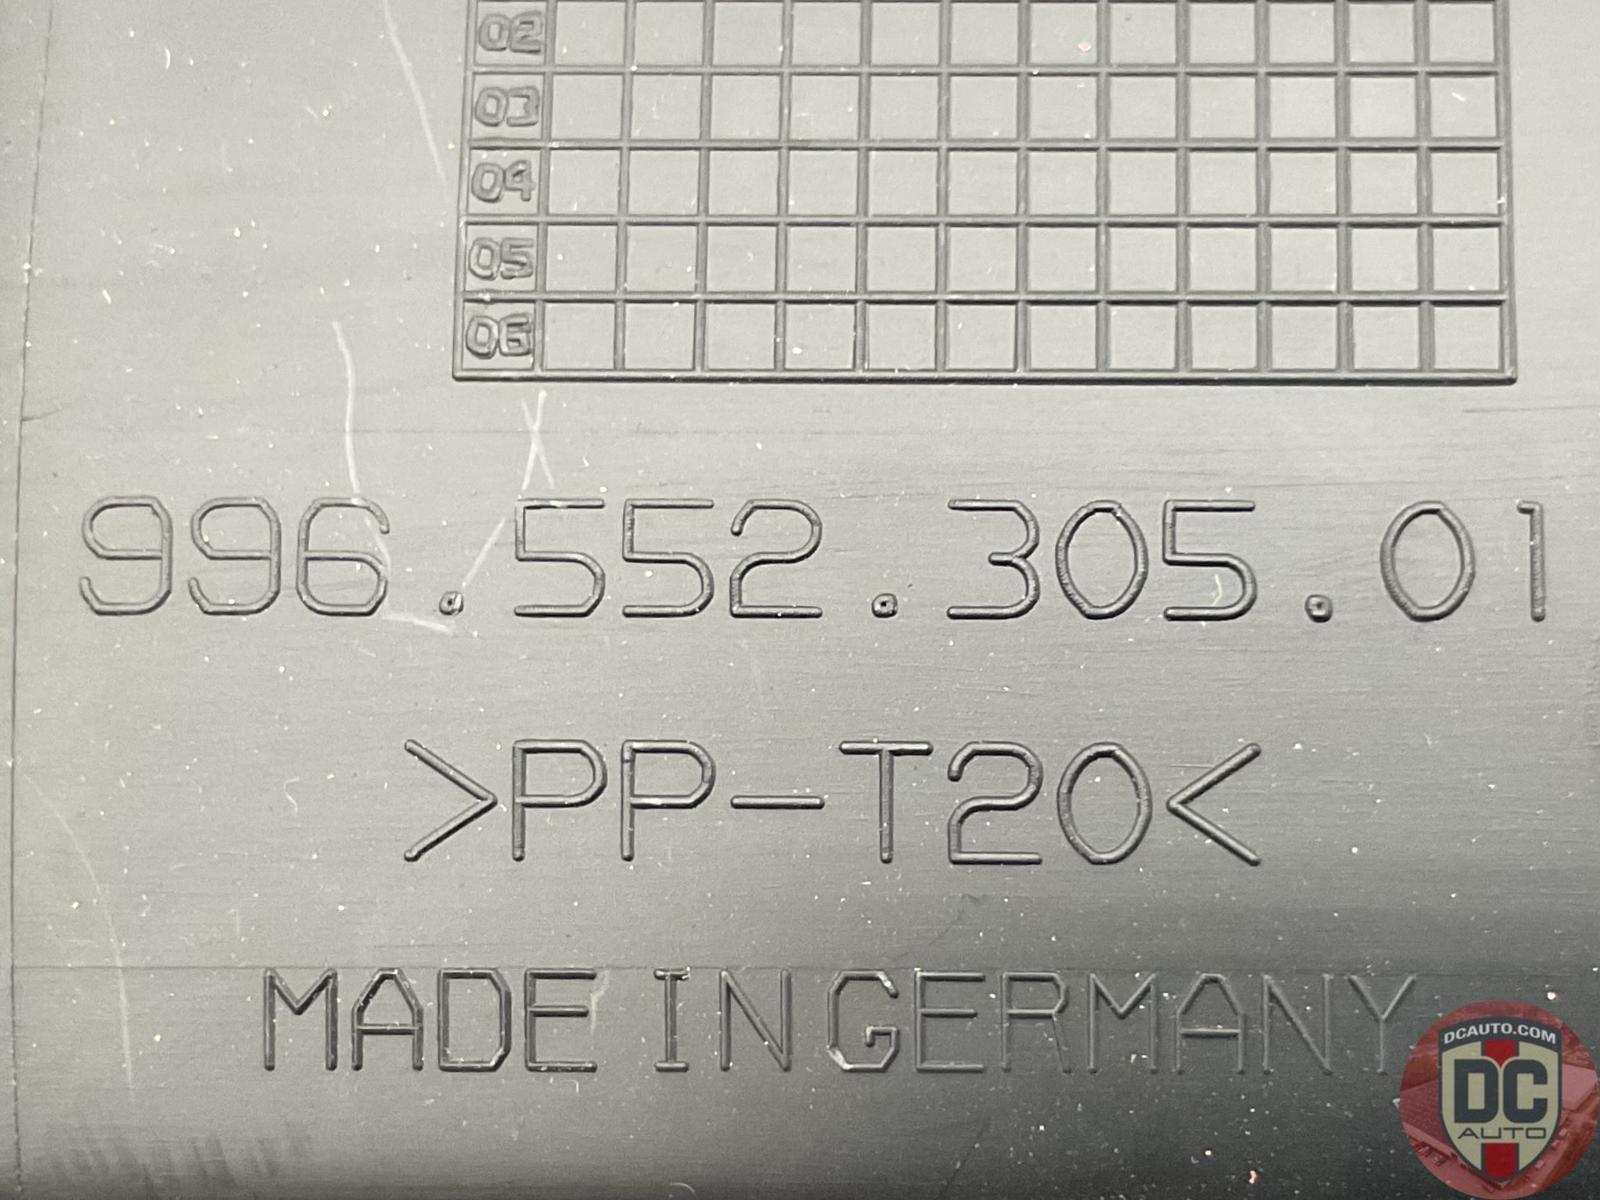 02
03
04
05
06
X
996.552.305.01
>PP-T20<
MADE IN GERMANY
DCAUTO.COM
DC
AUTO